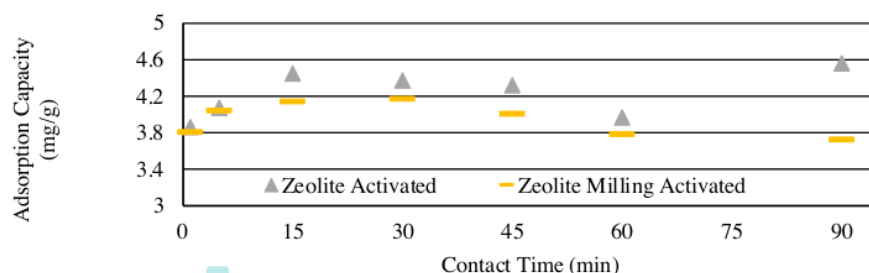 Adsorption Capacity
(mg/g)
5
4.6
4.2
3.8
3.4
3
Zeolite Activated
Zeolite Milling Activated
0 15 30 45 60 75 90
Contact Time (min)